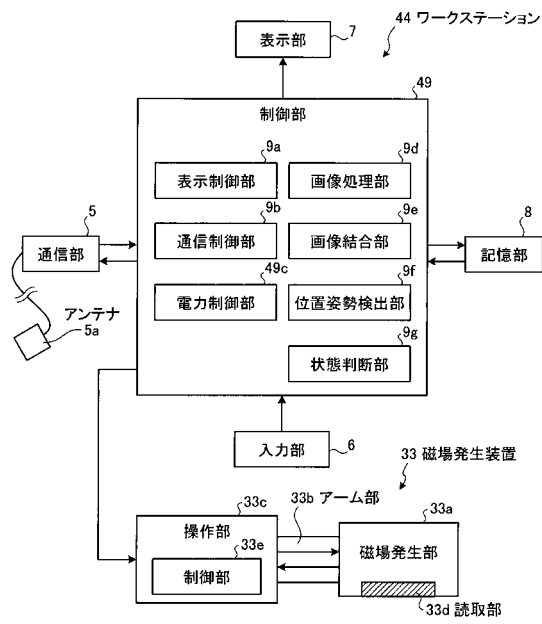 7
表示部
44 ワークステーション
49
制御部
9a
表示制御部
9d
画像処理部
9b
通信制御部
9e
画像結合部
5
通信部
8
記憶部
49c
電力制御部
9f
位置姿勢検出部
アンテナ
5a
9g
状態判断部
入力部
6
33 磁場発生装置
33c
33b アーム部
33a
操作部
33e
制御部
磁場発生部
33d 読取部